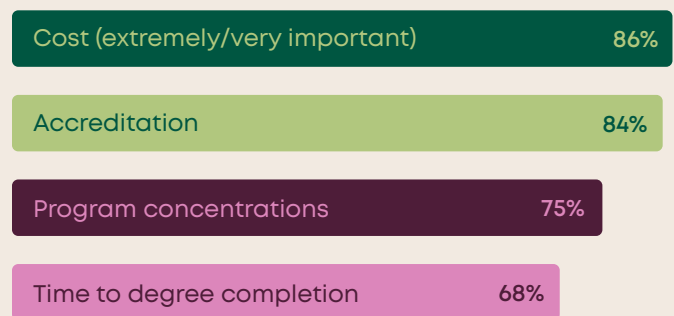 Cost (extremely/very important) 86%
Accreditation 84%
Program concentrations 75%
Time to degree completion 68%